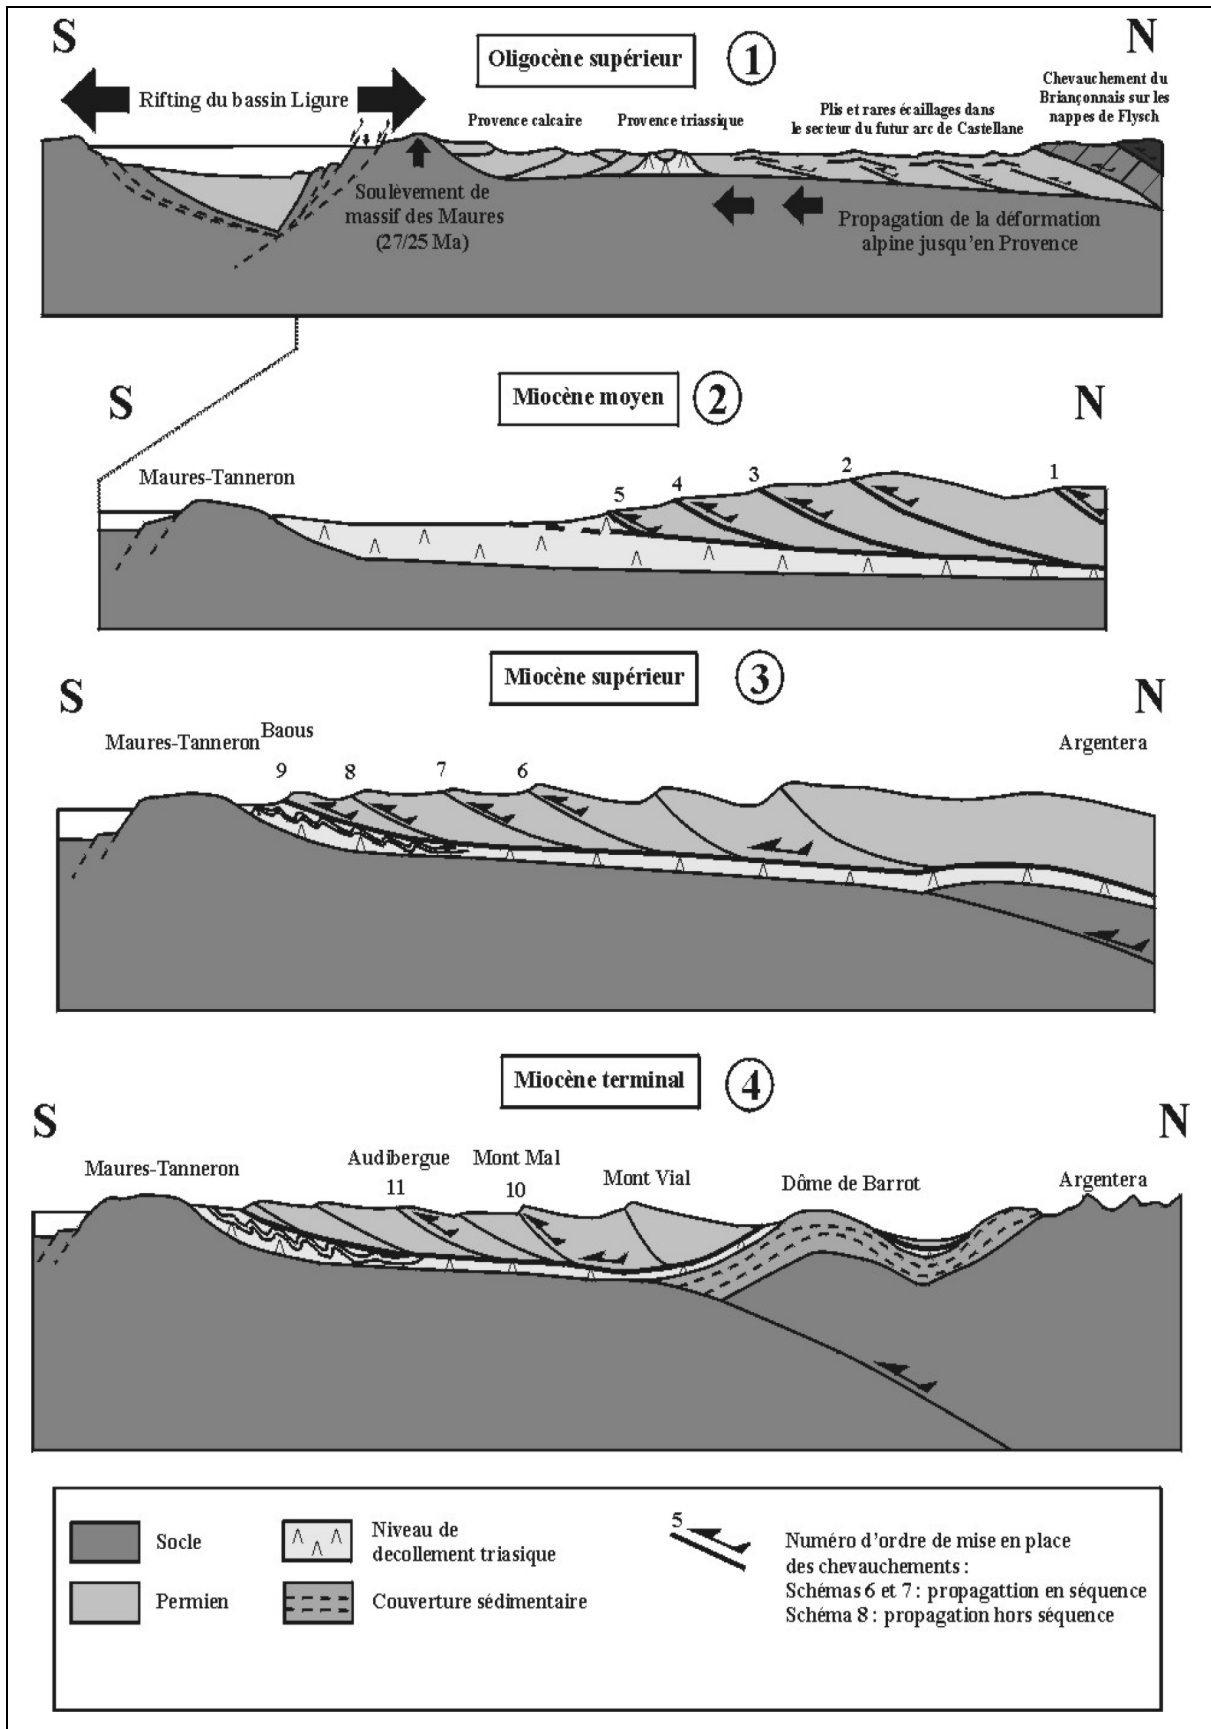 S
N
Oligocène supérieur
1
Rifting du bassin Ligure
Chevauchement du
Briançonnais sur les
nappes de Flysch
Provence calcaire
Provence triassique
Plis et rares écaillages dans
le secteur du futur arc de Castellane
Soulèvement de
massif des Maures
(27/25 Ma)
Propagation de la déformation
alpine jusqu'en Provence
S
N
Miocène moyen
2
Maures-Tanneron
5
4
3
2
1
S
N
Miocène supérieur
3
Maures-Tanneron
Baous
Argentera
9
8
7
6
S
N
Miocène terminal
4
Maures-Tanneron
Audibergue
11
Mont Mal
10
Mont Vial
Dôme de Barrot
Argentera
Socle
Permien
Niveau de
decollement triasique
Couverture sédimentaire
5
Numéro d'ordre de mise en place
des chevauchements :
Schémas 6 et 7 : propagattion en séquence
Schéma 8 : propagation hors séquence